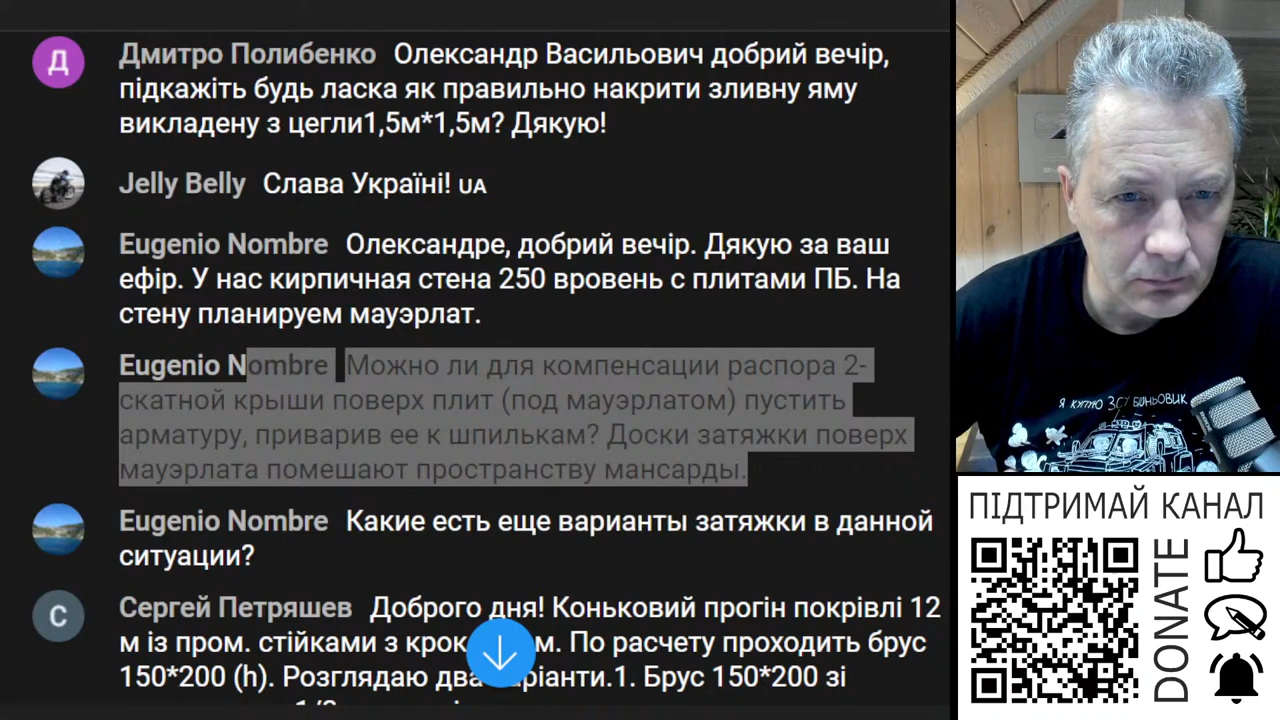 Д
Дмитро Полибенко Олександр Васильович добрий вечір,
підкажіть будь ласка як правильно накрити зливну яму
викладену з цегли1,5м*1,5м? Дякую!
Jelly Belly Слава Україні! UA
Eugenio Nombre Олександре, добрий вечір. Дякую за ваш
ефір. У нас кирпичная стена 250 вровень с плитами ПБ. На
стену планируем мауэрлат.
Eugenio Nombre Можно ли для компенсации распора 2-
скатной крыши поверх плит (под мауэрлатом) пустить
арматуру, приварив ее к шпилькам? Доски затяжки поверх
мауэрлата помешают пространству мансарды.
Eugenio Nombre Какие есть еще варианты затяжки в данной
ситуации?
С
Сергей Петряшев Доброго дня! Коньковий прогін покрівлі 12
м із пром. стійками з По расчету проходить брус
150*200 (h). Розглядаю два 1. Брус 150*200 зі
Я КУПУЮ
ПІДТРИМАЙ КАНАЛ
DONATE